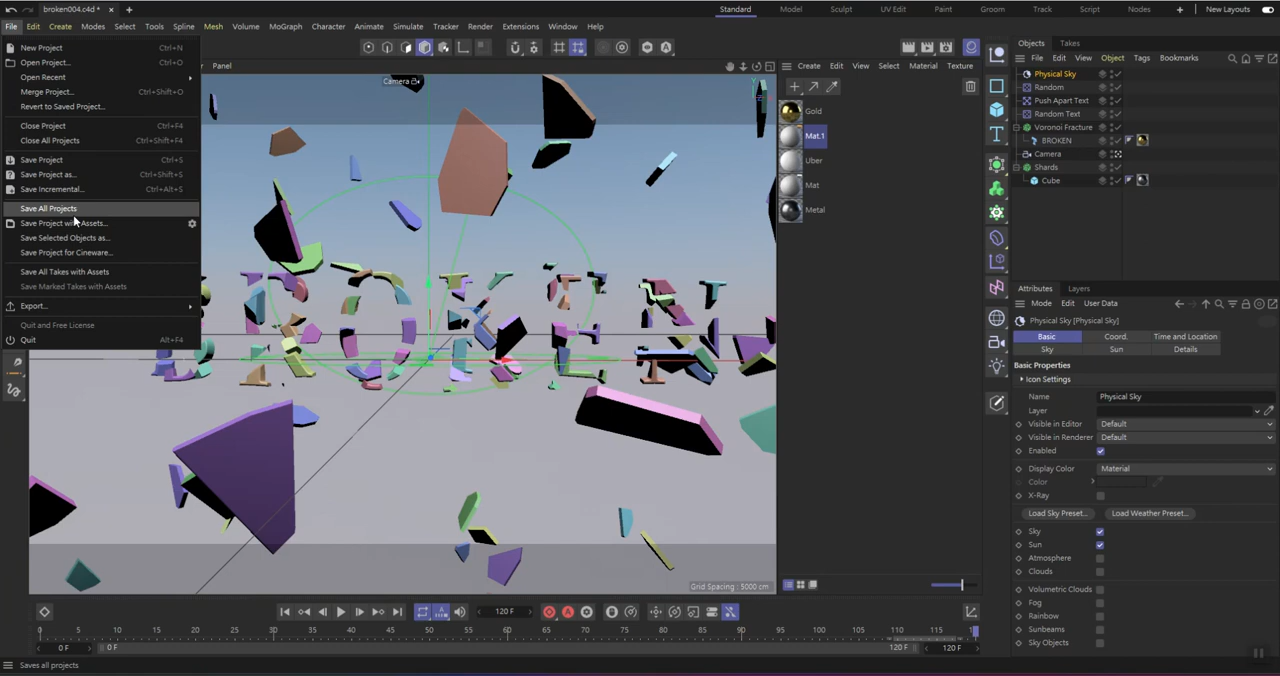 broken004.c4d *
Standard Model Sculpt UV Edit Paint Groom Track Script Nodes New Layouts
File Edit Create Modes Select Tools Spline Mesh Volume MoGraph Character Animate Simulate Tracker Render Extensions Window Help
New Project Ctrl+N
Open Project... Ctrl+O
Open Recent
Merge Project... Ctrl+Shift+O
Revert to Saved Project...
Close Project Ctrl+F4
Close All Projects Ctrl+Shift+F4
Save Project Ctrl+S
Save Project as... Ctrl+Shift+S
Save Incremental... Ctrl+Alt+S
Save All Projects
Save Project with Assets...
Save Selected Objects as...
Save Project for Cineware...
Save All Takes with Assets
Save Marked Takes with Assets
Export...
Quit and Free License
Quit Alt+F4
Panel
Camera
BROKEN
Grid Spacing : 5000 cm
Create Edit View Select Material Texture
Gold
Mat.1
Uber
Mat
Metal
Objects Takes
File Edit View Object Tags Bookmarks
Physical Sky
Random
Push Apart Text
Random Text
Voronoi Fracture
BROKEN
Camera
Shards
Cube
Attributes Layers
Mode Edit User Data
Physical Sky [Physical Sky]
Basic Coord. Time and Location
Sky Sun Details
Basic Properties
Icon Settings
Name Physical Sky
Layer
Visible in Editor Default
Visible in Renderer Default
Enabled
Display Color Material
Color
X-Ray
Load Sky Preset... Load Weather Preset...
Sky
Sun
Atmosphere
Clouds
Volumetric Clouds
Fog
Rainbow
Sunbeams
Sky Objects
120 F
0 5 10 15 20 25 30 35 40 45 50 55 60 65 70 75 80 85 90 95 100 105 110 115
0 F 0 F 120 F 120 F
Saves all projects